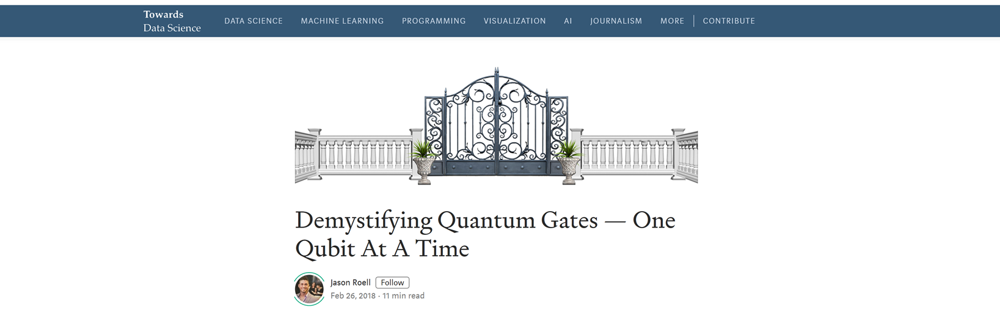 Towards
Data Science
DATA SCIENCE MACHINE LEARNING PROGRAMMING VISUALIZATION AI JOURNALISM MORE CONTRIBUTE
Demystifying Quantum Gates — One
Qubit At A Time
Jason Roell Follow
Feb 26, 2018 · 11 min read